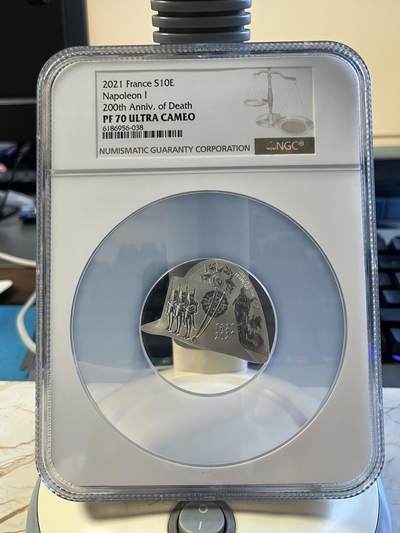 2021 France S10E
Napoleon I
200th Anniv. of Death
PF 70 ULTRA CAMEO
6186956-038
NUMISMATIC GUARANTY CORPORATION
NGC®